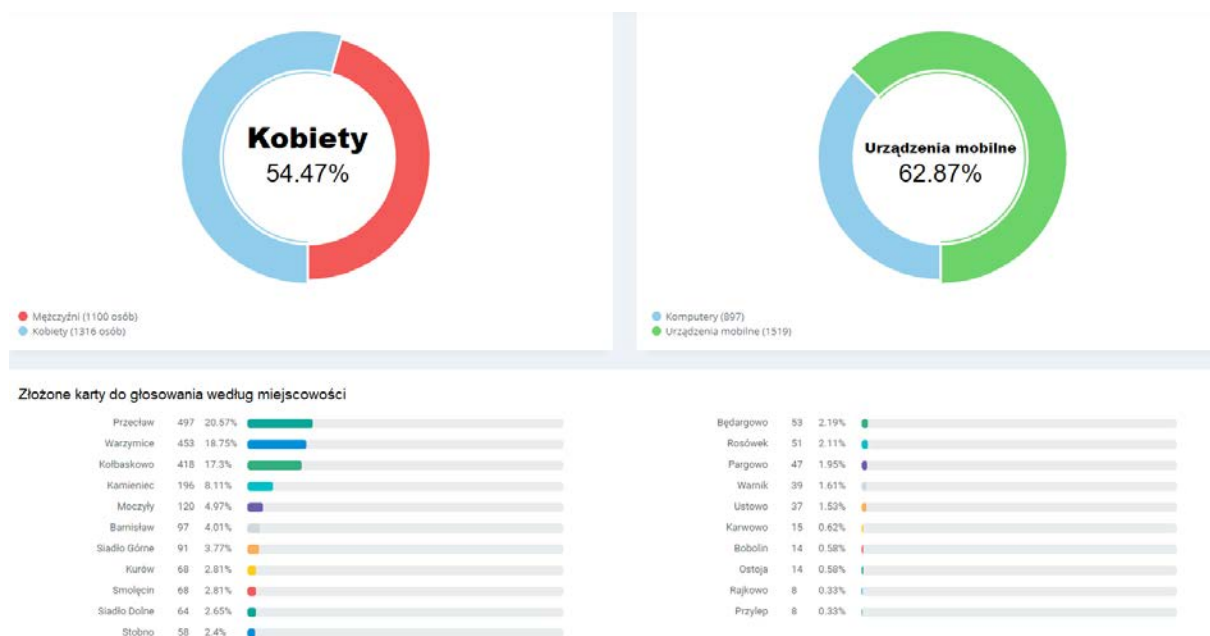 Kobiety
54.47%
Mężczyźni (1100 osób)
Kobiety (1316 osób)
Urządzenia mobilne
62.87%
Komputery (897)
Urządzenia mobilne (1519)
Złożone karty do głosowania według miejscowości
Przecław 497 20.57%
Warzymice 453 18.75%
Kołbaskowo 418 17.3%
Kamieniec 196 8.11%
Moczyły 120 4.97%
Barnisław 97 4.01%
Siadło Górne 91 3.77%
Kurów 68 2.81%
Smolęcin 68 2.81%
Siadło Dolne 64 2.65%
Stobno 58 2.4%
Będargowo 53 2.19%
Rosówek 51 2.11%
Pargowo 47 1.95%
Warnik 39 1.61%
Ustowo 37 1.53%
Karwowo 15 0.62%
Bobolin 14 0.58%
Ostoja 14 0.58%
Rajkowo 8 0.33%
Przylep 8 0.33%